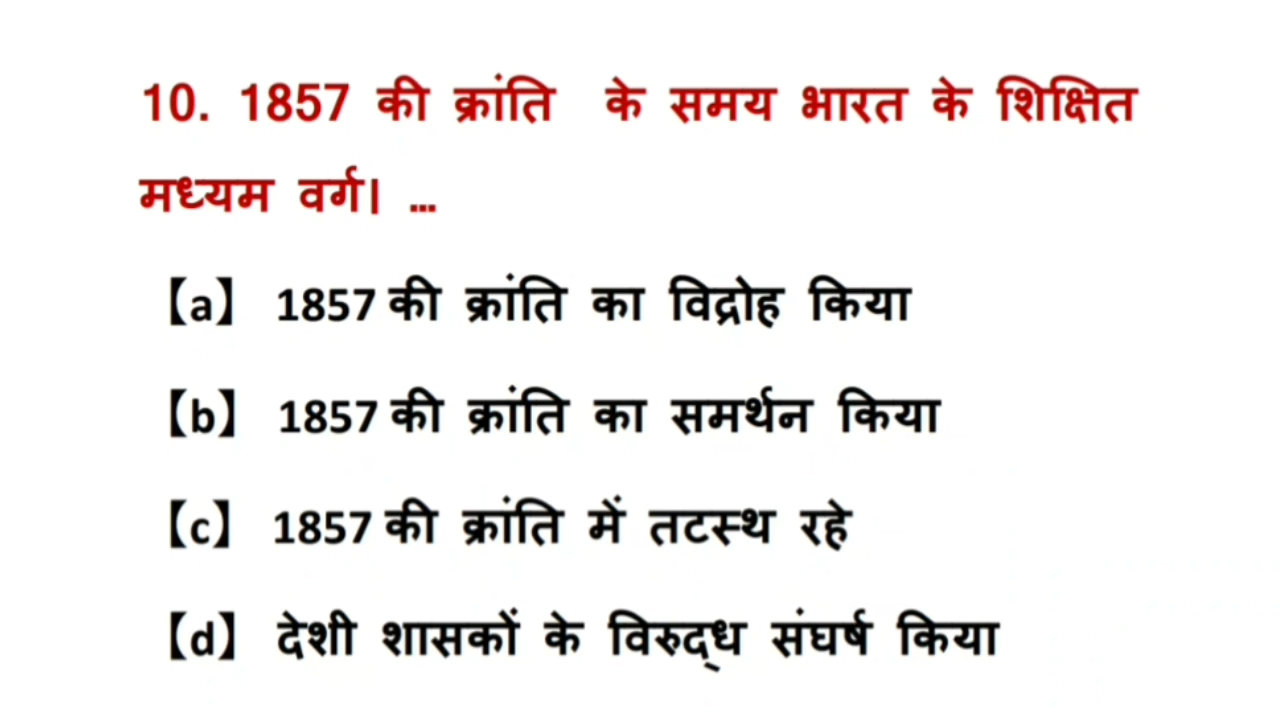 10. 1857 की क्रांति के समय भारत के शिक्षित
मध्यम वर्ग। ...
【a】 1857 की क्रांति का विद्रोह किया
【b】 1857 की क्रांति का समर्थन किया
【c】 1857 की क्रांति में तटस्थ रहे
【d】 देशी शासकों के विरुद्ध संघर्ष किया